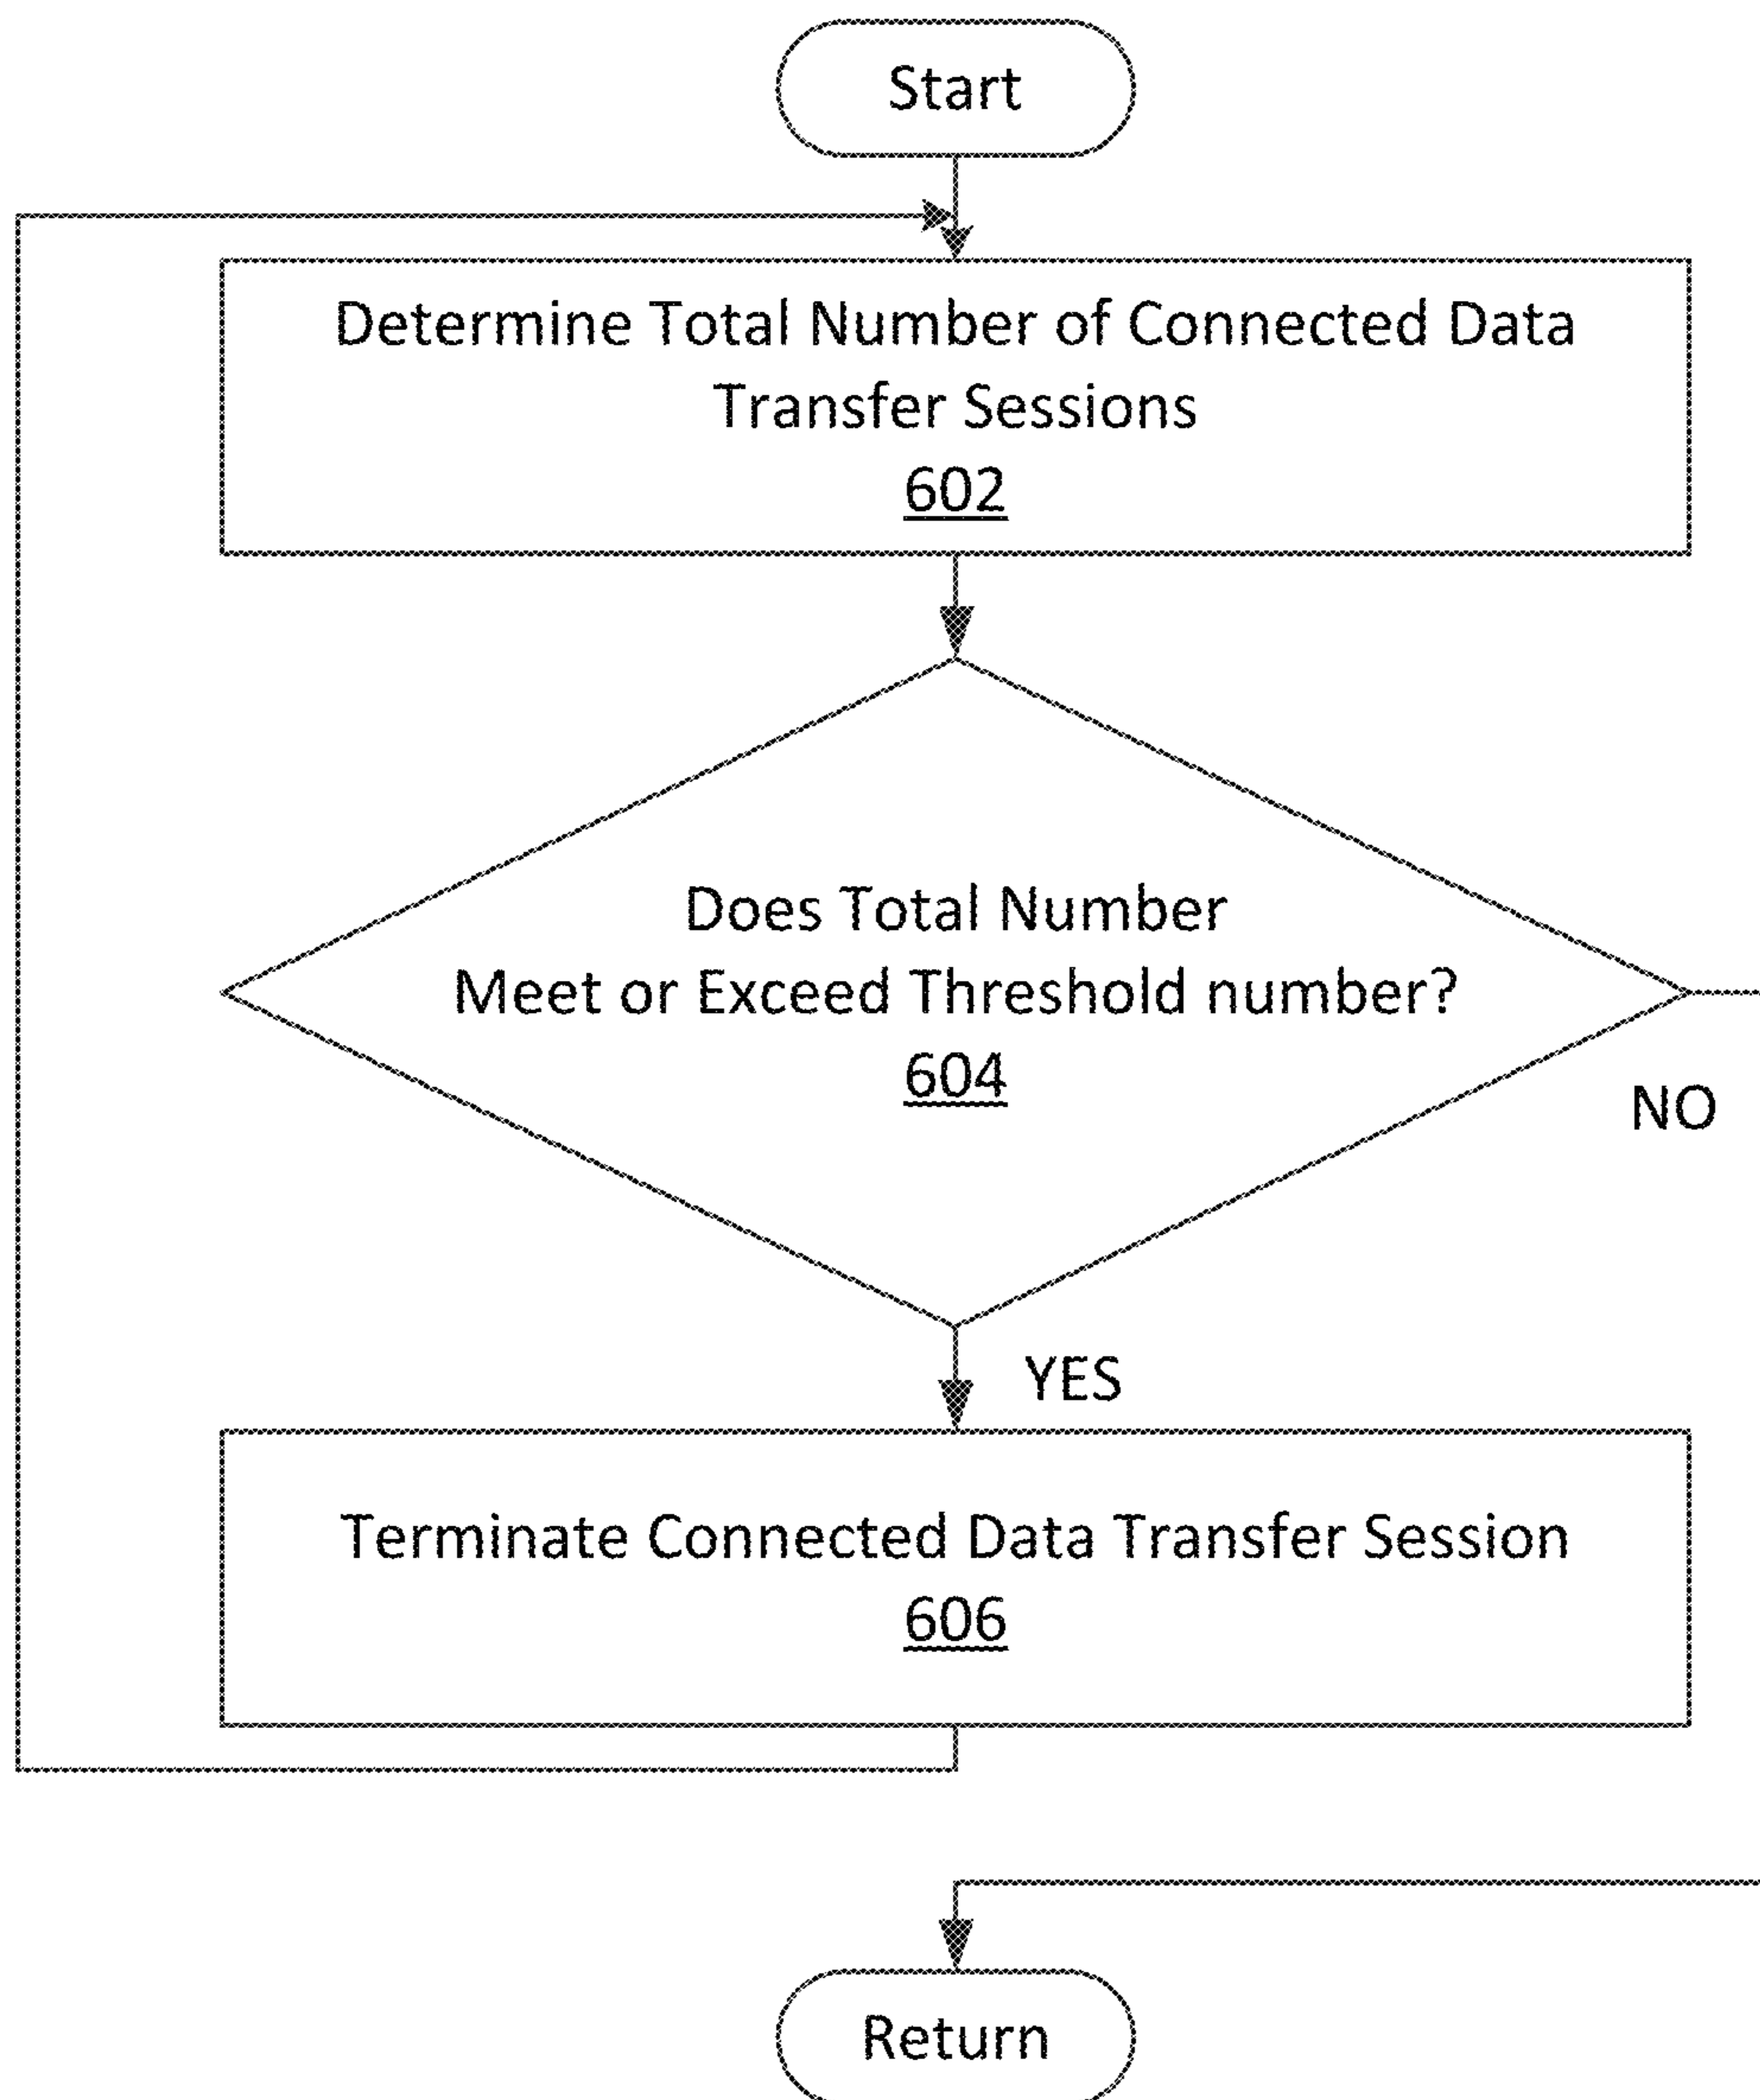 Start
Determine Total Number of Connected Data
Transfer Sessions
602
Does Total Number
Meet or Exceed Threshold number?
604
NO
YES
Terminate Connected Data Transfer Session
606
Return